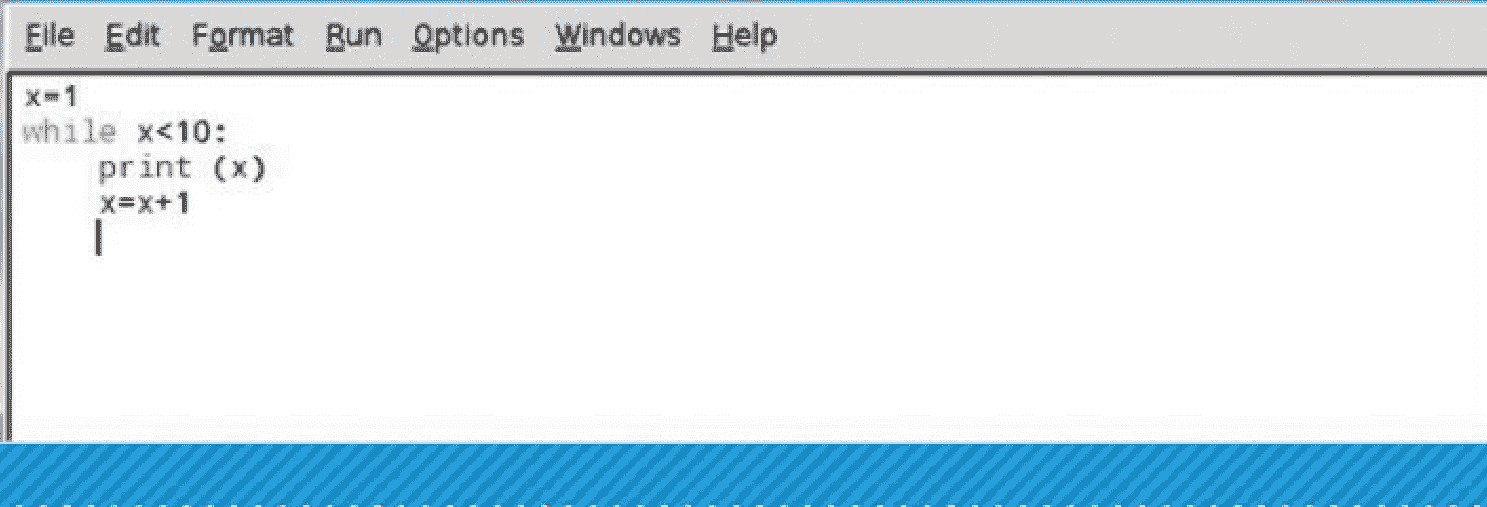 File Edit Format Run Options Windows Help
x=1
while x<10:
    print (x)
    x=x+1